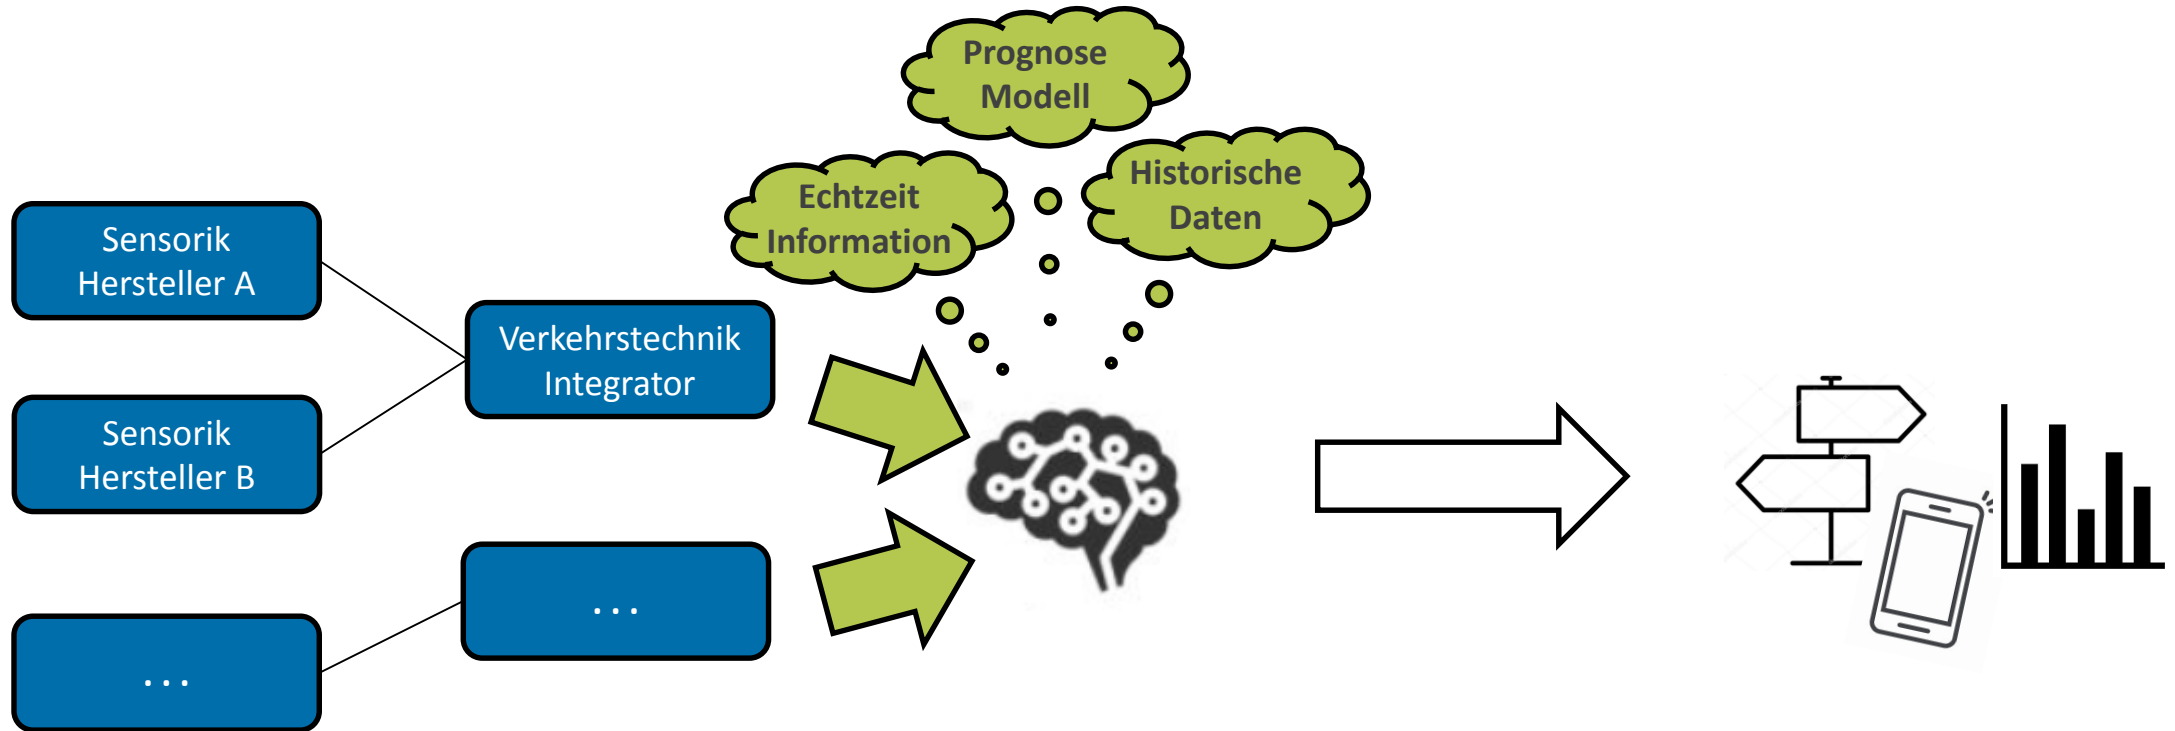 Prognose
Modell
Echtzeit
Information
Historische
Daten
Sensorik
Hersteller A
Verkehrstechnik
Integrator
Sensorik
Hersteller B
...
...